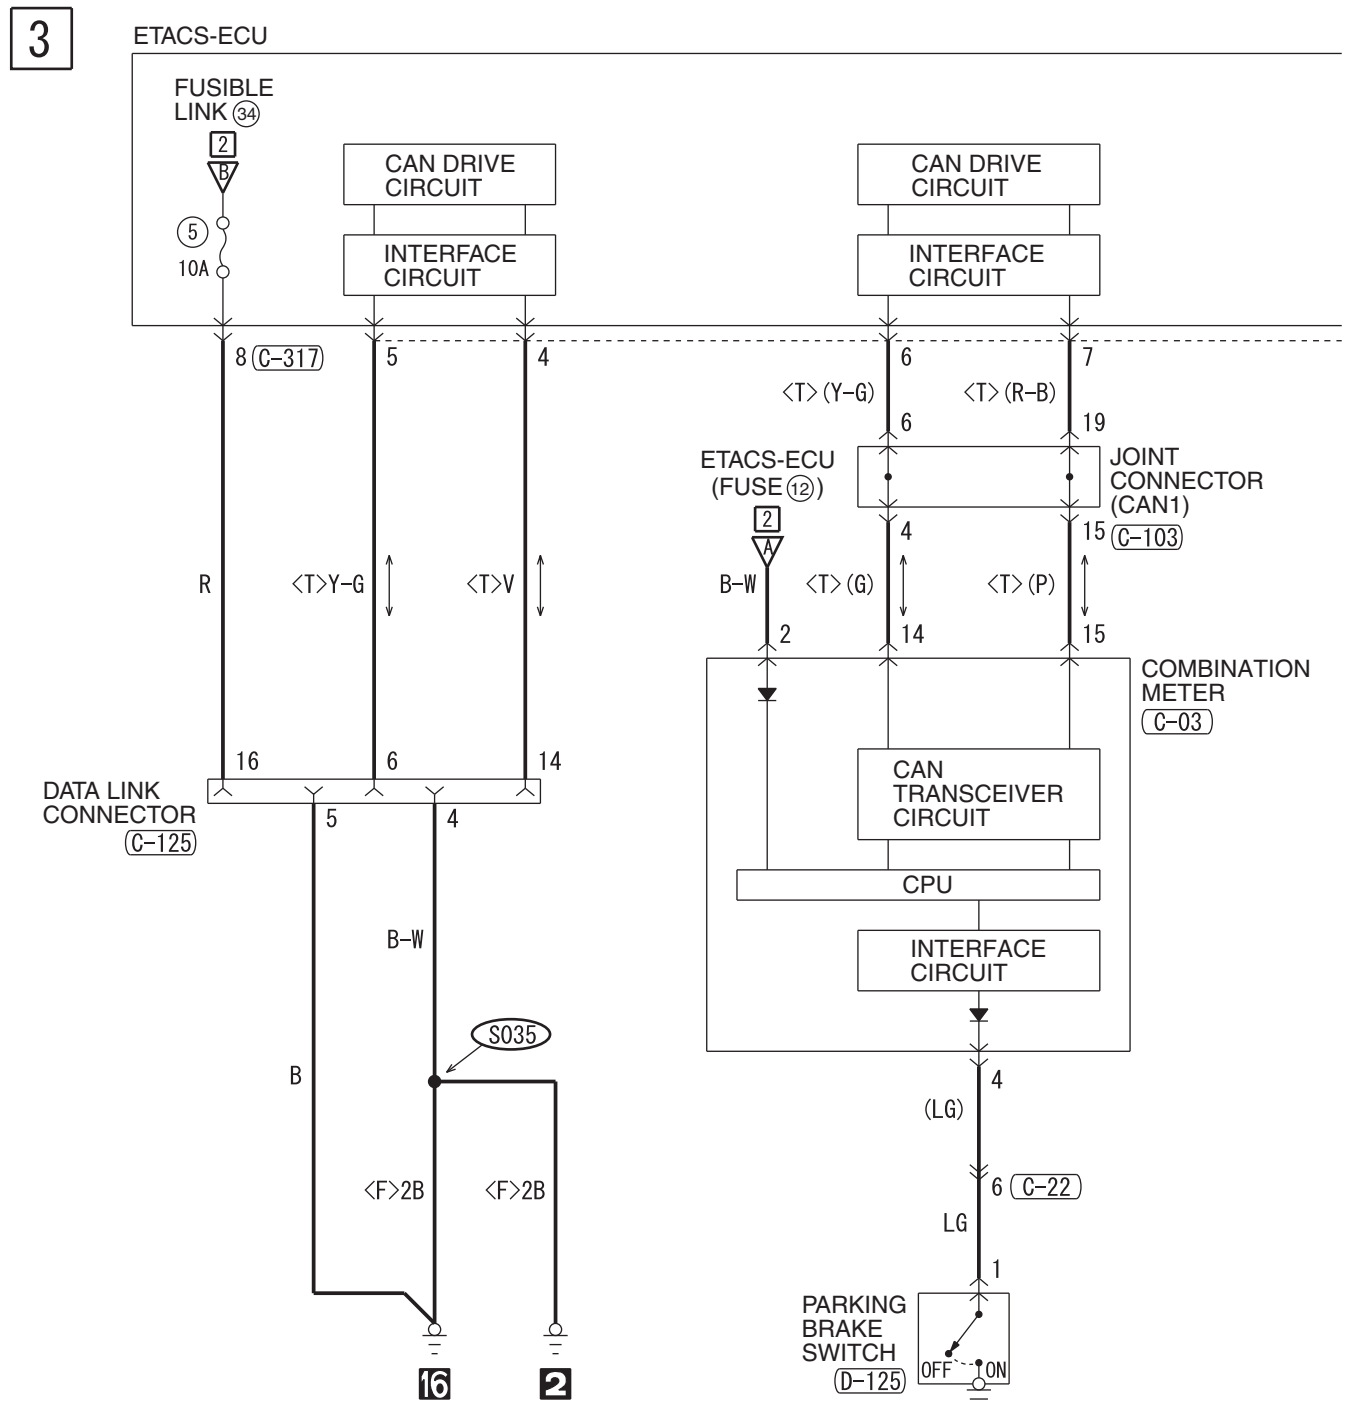 3
ETACS-ECU
FUSIBLE
LINK 34
2
B
5
10A
CAN DRIVE
CIRCUIT
INTERFACE
CIRCUIT
CAN DRIVE
CIRCUIT
INTERFACE
CIRCUIT
8 C-317 5 4 6 7
<T>(Y-G) <T>(R-B)
6 19
ETACS-ECU
(FUSE 12)
2
A
JOINT
CONNECTOR
(CAN1)
C-103
4 15
R <T>Y-G <T>V B-W <T>(G) <T>(P)
2 14 15
COMBINATION
METER
C-03
16 6 14
DATA LINK
CONNECTOR
C-125
5 4
CAN
TRANSCEIVER
CIRCUIT
CPU
INTERFACE
CIRCUIT
B-W
S035
B
4
(LG)
<F>2B <F>2B
6 C-22
LG
1
PARKING
BRAKE
SWITCH
D-125
OFF ON
16 2